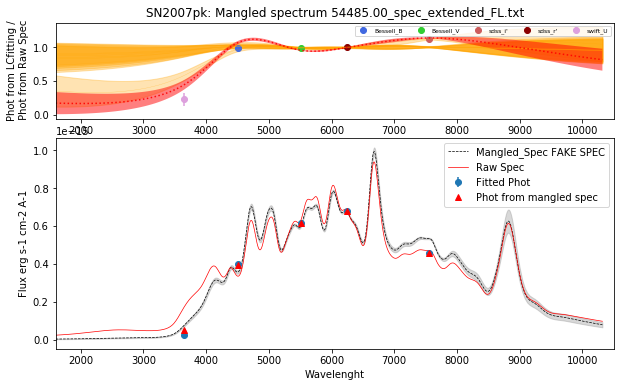 SN2007pk: Mangled spectrum 54485.00_spec_extended_FL.txt
Phot from LCfitting /
Phot from Raw Spec
1.0
0.5
0.0
Bessell_B
Bessell_V
sdss_i'
sdss_r'
swift_U
2000 3000 4000 5000 6000 7000 8000 9000 10000
Flux erg s-1 cm-2 A-1
1.0
0.8
0.6
0.4
0.2
0.0
Mangled_Spec FAKE SPEC
Raw Spec
Fitted Phot
Phot from mangled spec
2000 3000 4000 5000 6000 7000 8000 9000 10000
Wavelenght